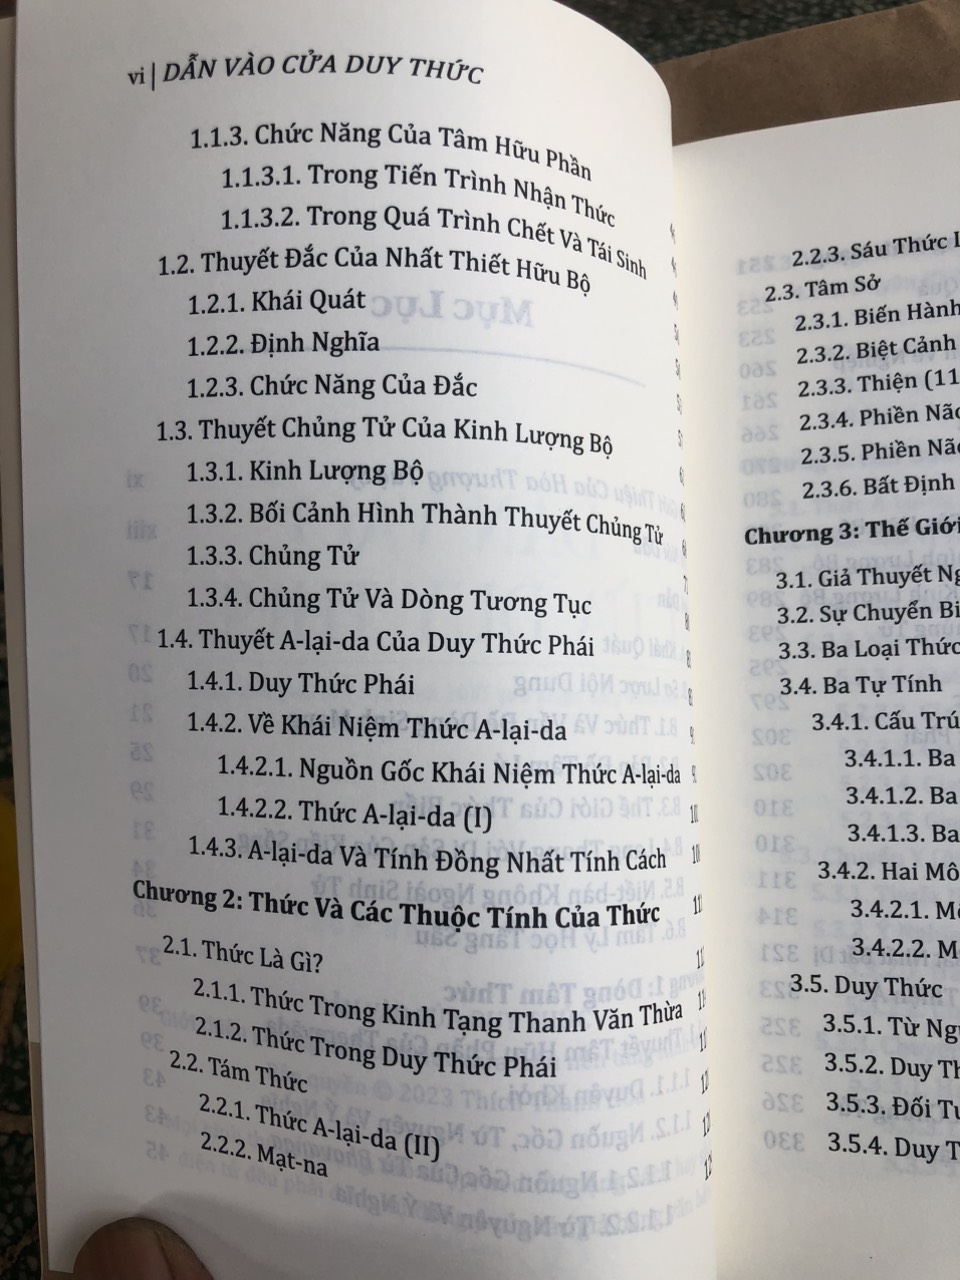 vi | DẪN VÀO CỬA DUY THỨC
1.1.3. Chức Năng Của Tâm Hữu Phần
1.1.3.1. Trong Tiến Trình Nhận Thức
1.1.3.2. Trong Quá Trình Chết Và Tái Sinh
1.2. Thuyết Đắc Của Nhất Thiết Hữu Bộ
1.2.1. Khái Quát
1.2.2. Định Nghĩa
1.2.3. Chức Năng Của Đắc
1.3. Thuyết Chủng Tử Của Kinh Lượng Bộ
1.3.1. Kinh Lượng Bộ
1.3.2. Bối Cảnh Hình Thành Thuyết Chủng Tử
1.3.3. Chủng Tử
1.3.4. Chủng Tử Và Dòng Tương Tục
1.4. Thuyết A-lại-da Của Duy Thức Phái
1.4.1. Duy Thức Phái
1.4.2. Về Khái Niệm Thức A-lại-da
1.4.2.1. Nguồn Gốc Khái Niệm Thức A-lại-da
1.4.2.2. Thức A-lại-da (I)
1.4.3. A-lại-da Và Tính Đồng Nhất Tính Cách
Chương 2: Thức Và Các Thuộc Tính Của Thức
2.1. Thức Là Gì?
2.1.1. Thức Trong Kinh Tạng Thanh Văn Thừa
2.1.2. Thức Trong Duy Thức Phái
2.2. Tám Thức
2.2.1. Thức A-lại-da (II)
2.2.2. Mạt-na
2.2.3. Sáu Thức
2.3. Tâm Sở
2.3.1. Biến Hành
2.3.2. Biệt Cảnh
2.3.3. Thiện (11
2.3.4. Phiền
2.3.5. Phiền
2.3.6. Bất Định
Chương 3: Thế Giới
3.1. Giả Thuyết
3.2. Sự Chuyển
3.3. Ba Loại Thức
3.4. Ba Tự Tính
3.4.1. Cấu
3.4.1.1. Ba
3.4.1.2. Ba
3.4.1.3. Ba
3.4.2. Hai
3.4.2.1.
3.4.2.2.
3.5. Duy Thức
3.5.1. Từ
3.5.2. Duy
3.5.3. Đối
3.5.4. Duy